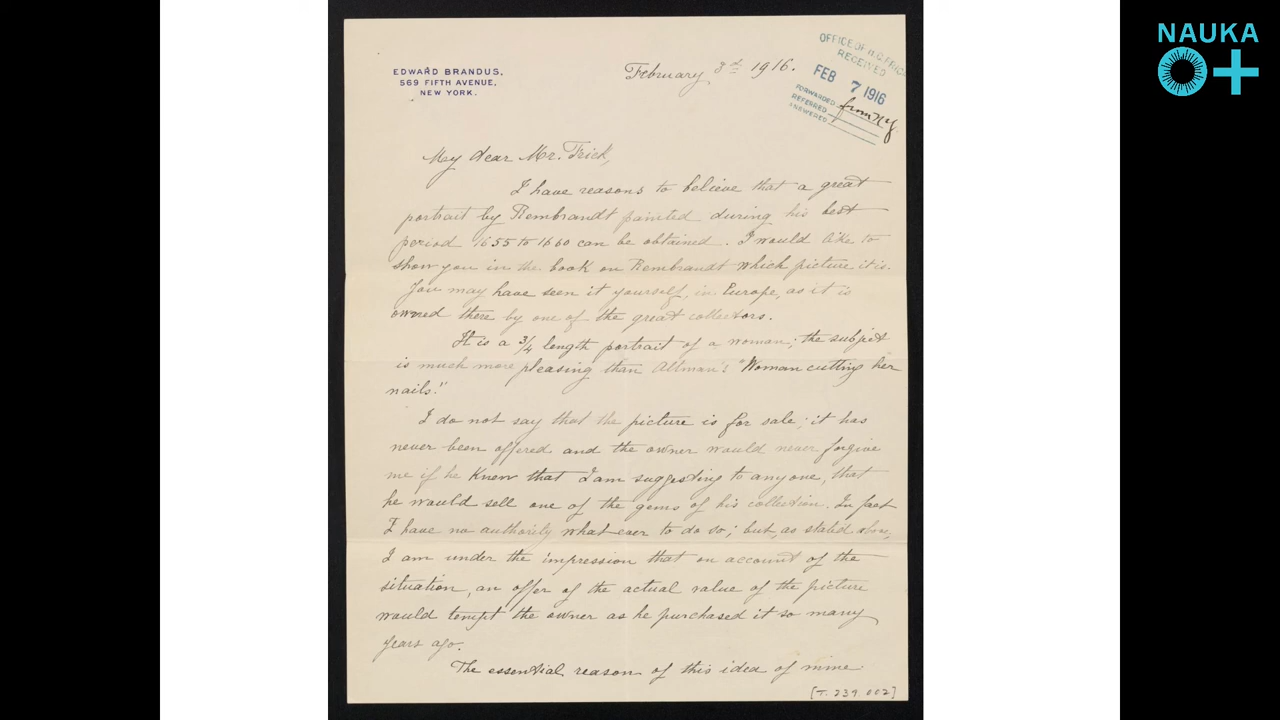 NAUKA
0+
EDWARD BRANDUS,
569 FIFTH AVENUE,
NEW YORK.
February 3d 1916.
OFFICE OF H.C. FRICK
RECEIVED
FEB 7 1916
FORWARDED from N.Y.
REFERRED
ANSWERED
My dear Mr. Frick,
I have reasons to believe that a great
portrait by Rembrandt painted during his best
period 1655 to 1660 can be obtained. I would like to
show you in the book on Rembrandt which picture it is.
You may have seen it yourself, in Europe, as it is
owned there by one of the great collectors.
It is a 3/4 length portrait of a woman; the subject
is much more pleasing than Altman's "Woman cutting her
nails."
I do not say that the picture is for sale; it has
never been offered and the owner would never forgive
me if he Knew that I am suggesting to anyone, that
he would sell one of the gems of his collection. In fact
I have no authority what ever to do so; but, as stated above,
I am under the impression that on account of the
situation, an offer of the actual value of the picture
would tempt the owner as he purchased it so many
years ago.
The essential reason of this idea of mine
[T. 239 002]